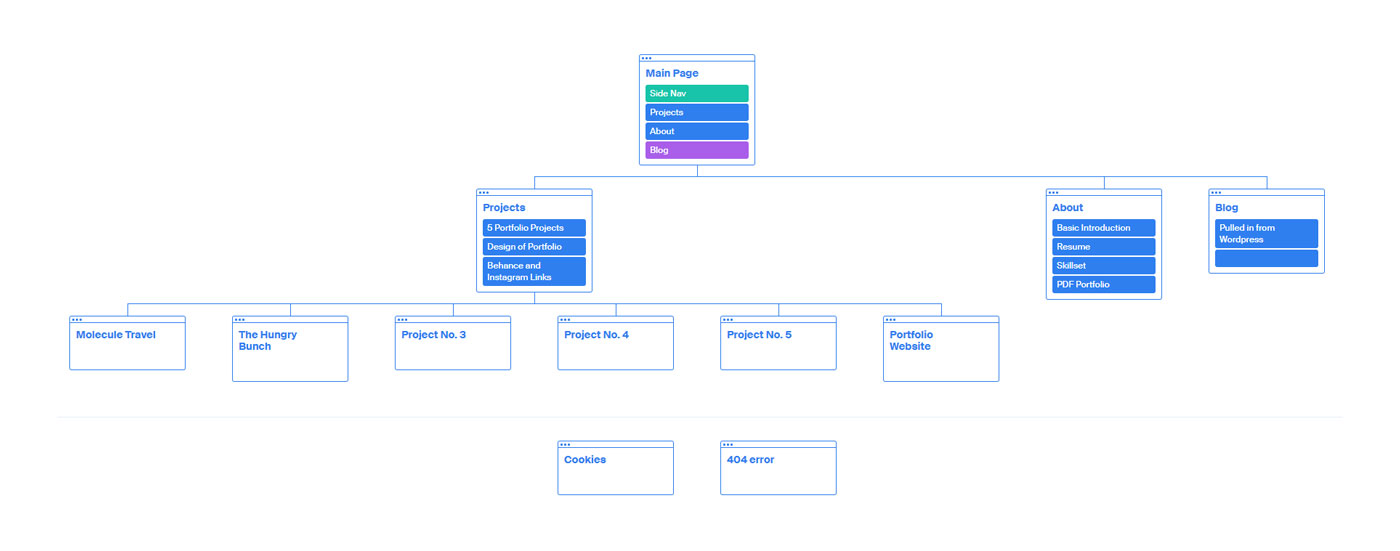 Main Page
Side Nav
Projects
About
Blog
Projects
5 Portfolio Projects
Design of Portfolio
Behance and
Instagram Links
About
Basic Introduction
Resume
Skillset
PDF Portfolio
Blog
Pulled in from
Wordpress
Molecule Travel
The Hungry
Bunch
Project No. 3
Project No. 4
Project No. 5
Portfolio
Website
Cookies
404 error